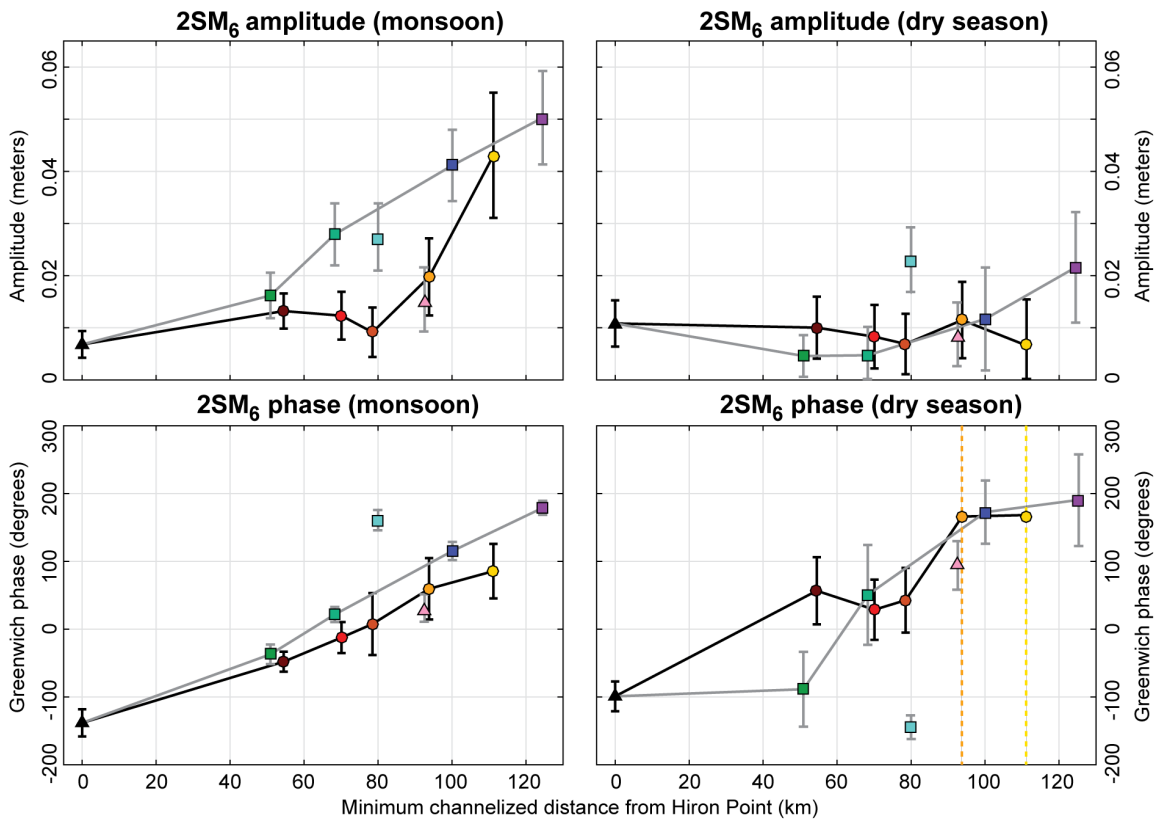 2SM6 amplitude (monsoon)
2SM6 amplitude (dry season)
Amplitude (meters)
0.06
0.04
0.02
0
0.06
0.04
0.02
0
Amplitude (meters)
2SM6 phase (monsoon)
2SM6 phase (dry season)
Greenwich phase (degrees)
300
200
100
0
-100
-200
300
200
100
0
-100
-200
Greenwich phase (degrees)
0 20 40 60 80 100 120
0 20 40 60 80 100 120
Minimum channelized distance from Hiron Point (km)